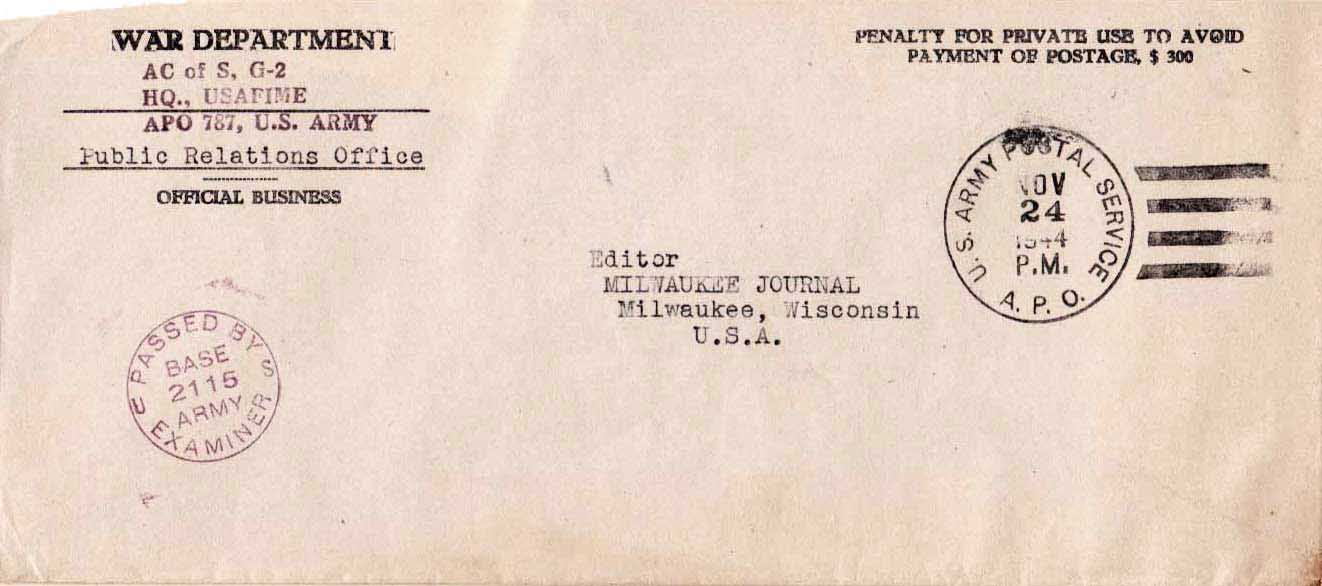 WAR DEPARTMENT
AC of S, G-2
HQ., USAFIME
APO 787, U.S. ARMY
Public Relations Office
OFFICIAL BUSINESS
PENALTY FOR PRIVATE USE TO AVOID
PAYMENT OF POSTAGE, $ 300
U.S. ARMY POSTAL SERVICE
NOV
24
1944
P.M.
A.P.O.
Editor
MILWAUKEE JOURNAL
Milwaukee, Wisconsin
U.S.A.
PASSED BY
BASE
2115
ARMY
EXAMINER
U S